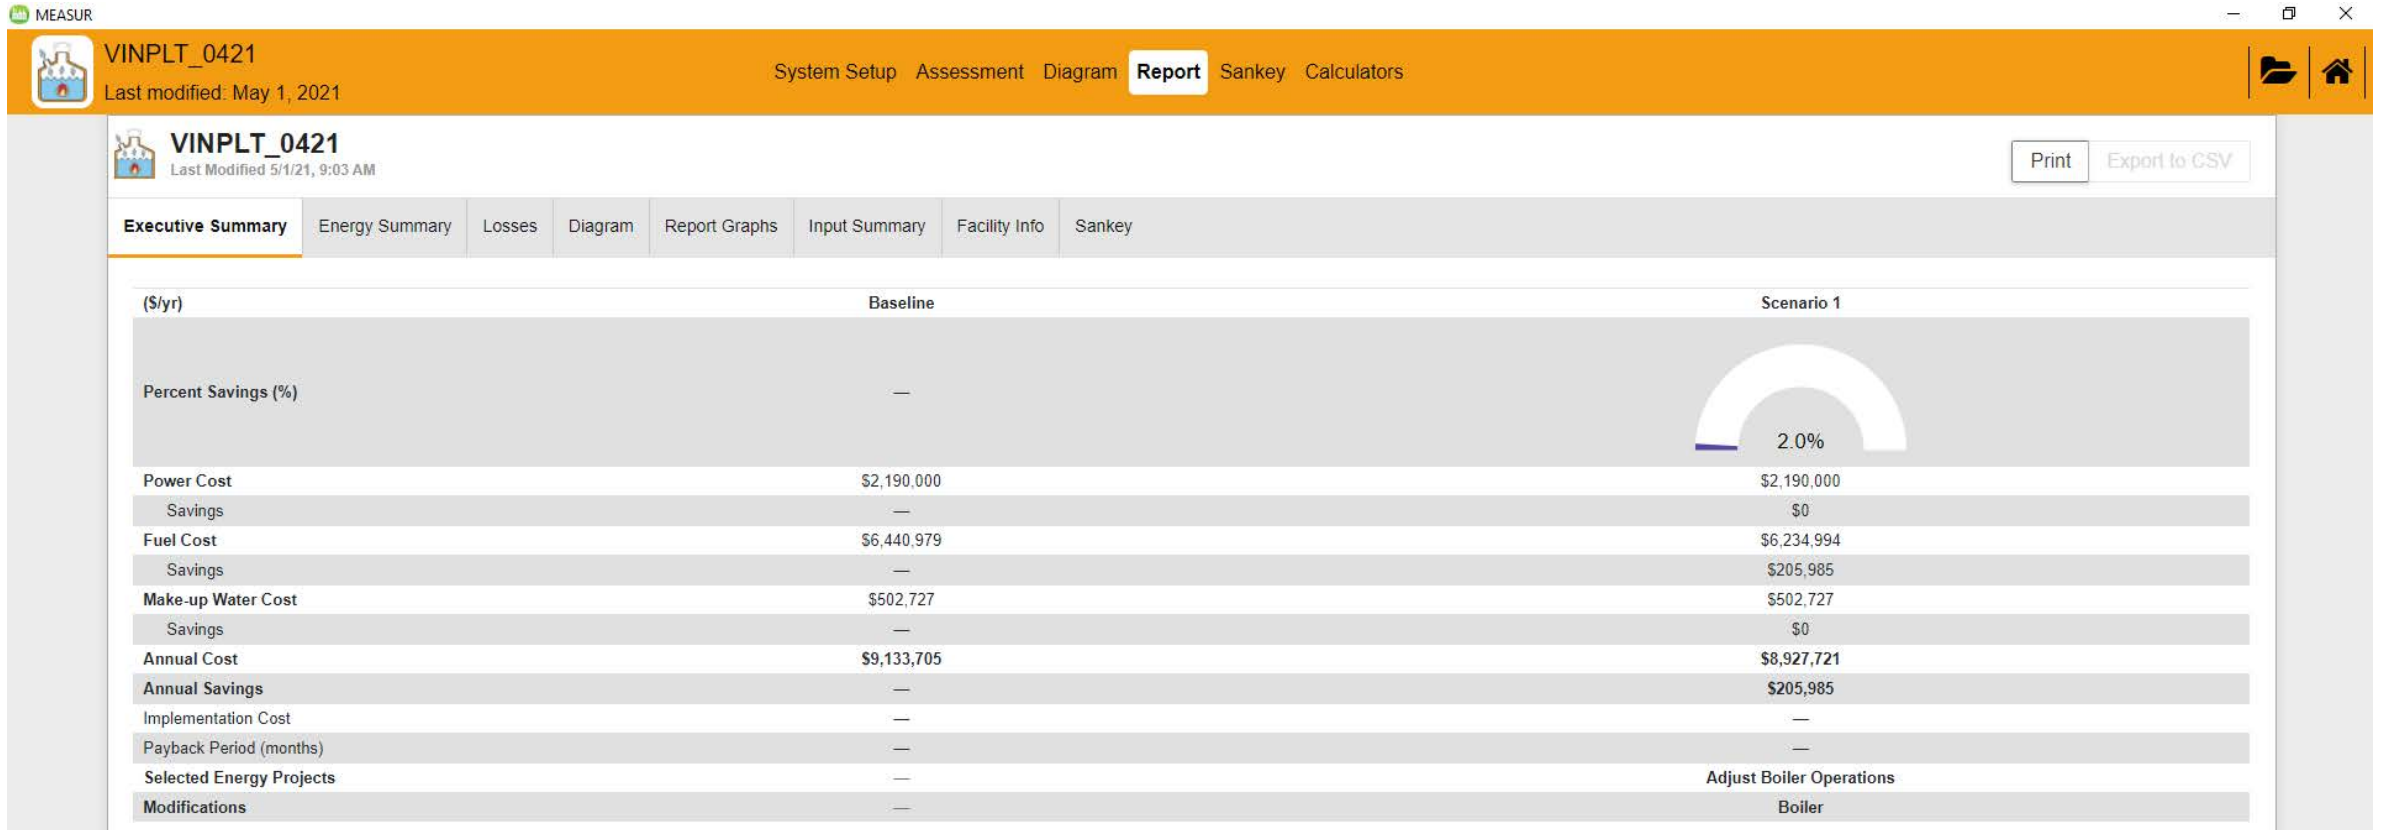 MEASUR
VINPLT_0421
Last modified: May 1, 2021
System Setup Assessment Diagram Report Sankey Calculators
VINPLT_0421
Last Modified 5/1/21, 9:03 AM
Print Export to CSV
Executive Summary Energy Summary Losses Diagram Report Graphs Input Summary Facility Info Sankey
($/yr) Baseline Scenario 1
Percent Savings (%) — 2.0%
Power Cost $2,190,000 $2,190,000
Savings — $0
Fuel Cost $6,440,979 $6,234,994
Savings — $205,985
Make-up Water Cost $502,727 $502,727
Savings — $0
Annual Cost $9,133,705 $8,927,721
Annual Savings — $205,985
Implementation Cost — —
Payback Period (months) — —
Selected Energy Projects — Adjust Boiler Operations
Modifications — Boiler